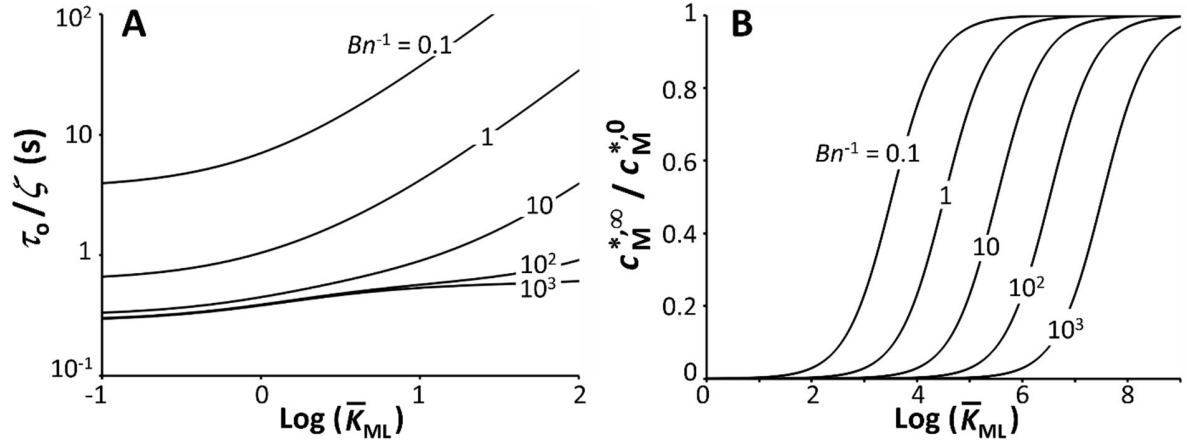 A
10²
10
1
10⁻¹
τₒ / ζ (s)
Bn⁻¹ = 0.1
1
10
10²
10³
-1 0 1 2
Log (K̅ML)
B
1
0.8
0.6
0.4
0.2
0
c*,∞M / c*,0M
Bn⁻¹ = 0.1
1
10
10²
10³
0 2 4 6 8
Log (K̅ML)